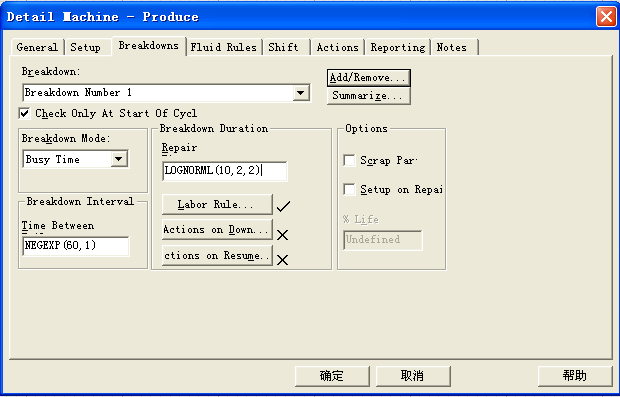 Detail Machine - Produce
General Setup Breakdowns Fluid Rules Shift Actions Reporting Notes
Breakdown:
Breakdown Number 1
Add/Remove...
Summarize...
Check Only At Start Of Cycl
Breakdown Mode:
Busy Time
Breakdown Interval
Time Between
NEGEXP(60,1)
Breakdown Duration
Repair
LOGNORML(10,2,2)
Labor Rule...
Actions on Down...
ctions on Resume..
Options
Scrap Par
Setup on Repai
% Life
Undefined
确定 取消 帮助